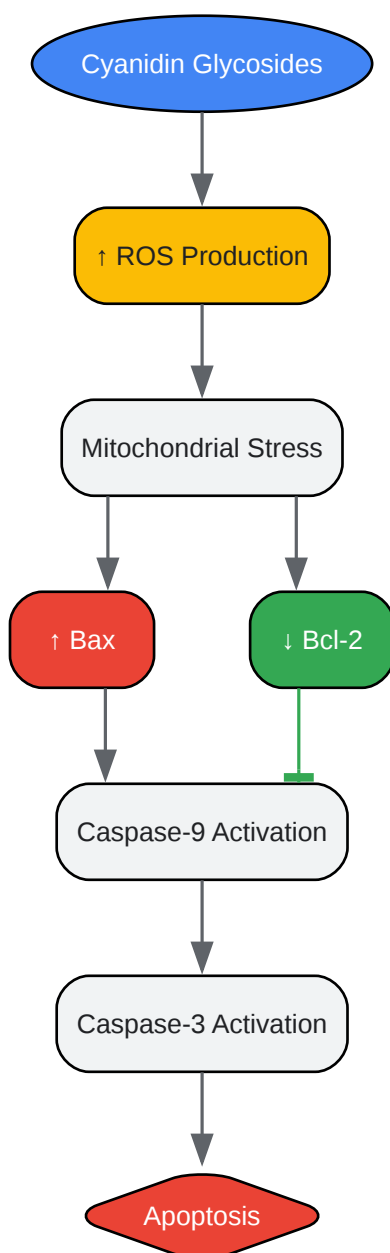 Cyanidin Glycosides
↑ ROS Production
Mitochondrial Stress
↑ Bax
↓ Bcl-2
Caspase-9 Activation
Caspase-3 Activation
Apoptosis